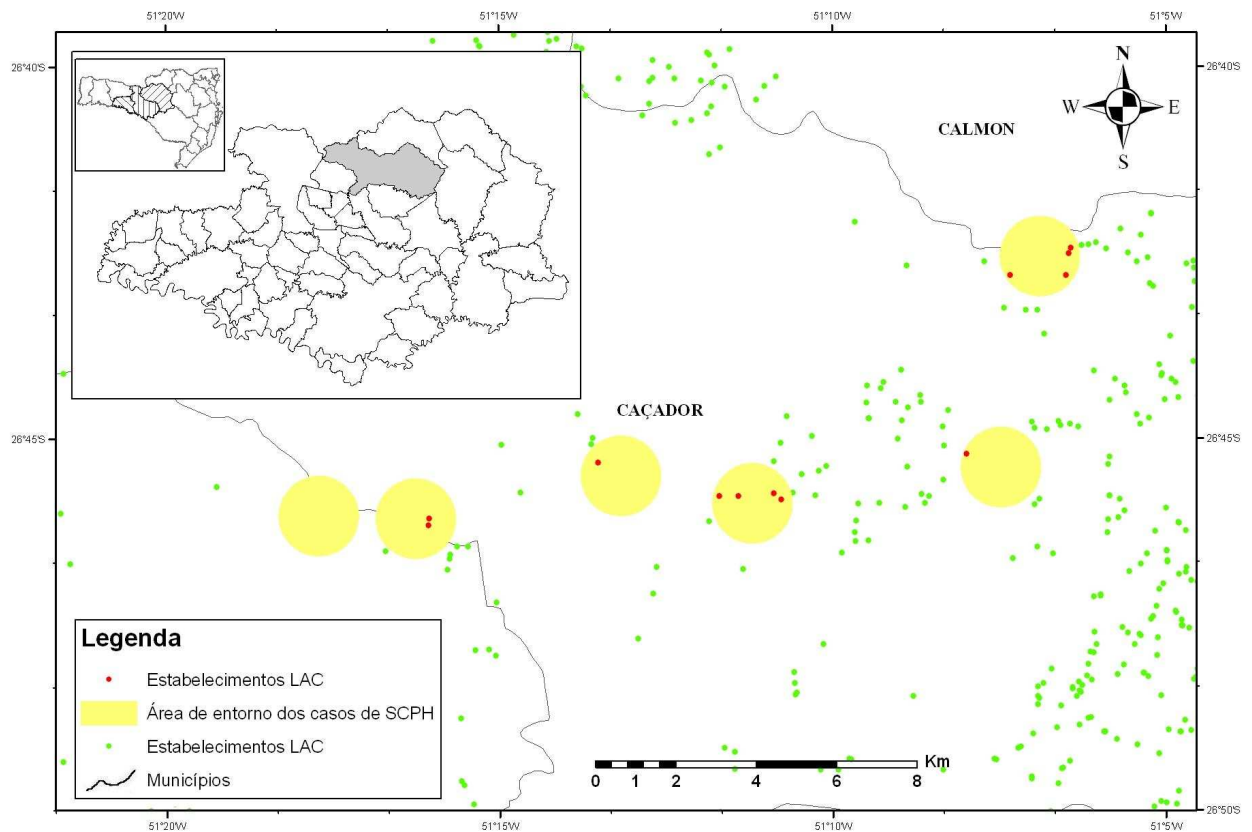 51°20'W 51°15'W 51°10'W 51°5'W
26°40'S 26°40'S
N
W E
S
CALMON
CAÇADOR
26°45'S 26°45'S
Legenda
Estabelecimentos LAC
Área de entorno dos casos de SCPH
Estabelecimentos LAC
Municípios
Km
0 1 2 4 6 8
26°50'S
51°20'W 51°15'W 51°10'W 51°5'W